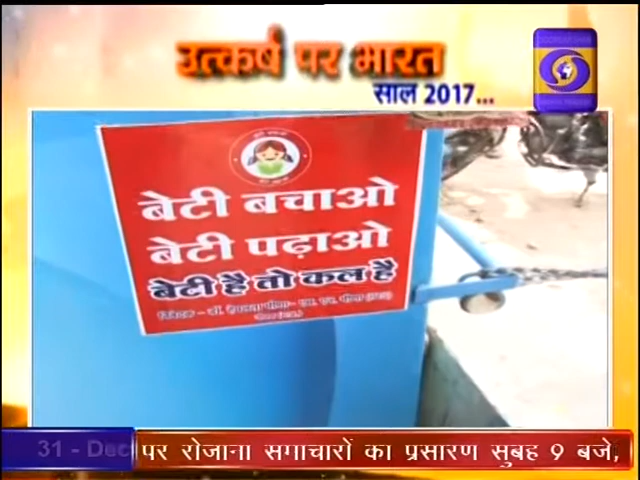 उत्कर्ष पर भारत
साल 2017...
बेटी बचाओ
बेटी पढ़ाओ
बेटी है तो कल है
31 - Dec
पर रोजाना समाचारों का प्रसारण सुबह 9 बजे,